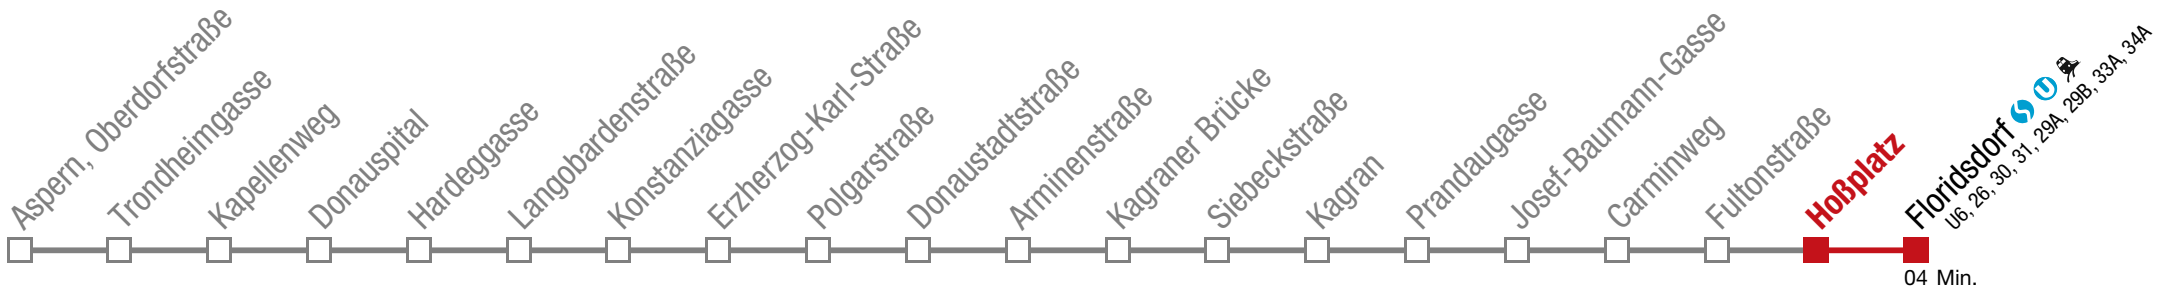 Aspern, Oberdorfstraße
Trondheimgasse
Kapellenweg
Donauspital
Hardeggasse
Langobardenstraße
Konstanziagasse
Erzherzog-Karl-Straße
Polgarstraße
Donaustadtstraße
Arminenstraße
Kagraner Brücke
Siebeckstraße
Kagran
Prandaugasse
Josef-Baumann-Gasse
Carminweg
Fultonstraße
Hoßplatz
Floridsdorf S U
U6, 26, 30, 31, 29A, 29B, 33A, 34A
04 Min.